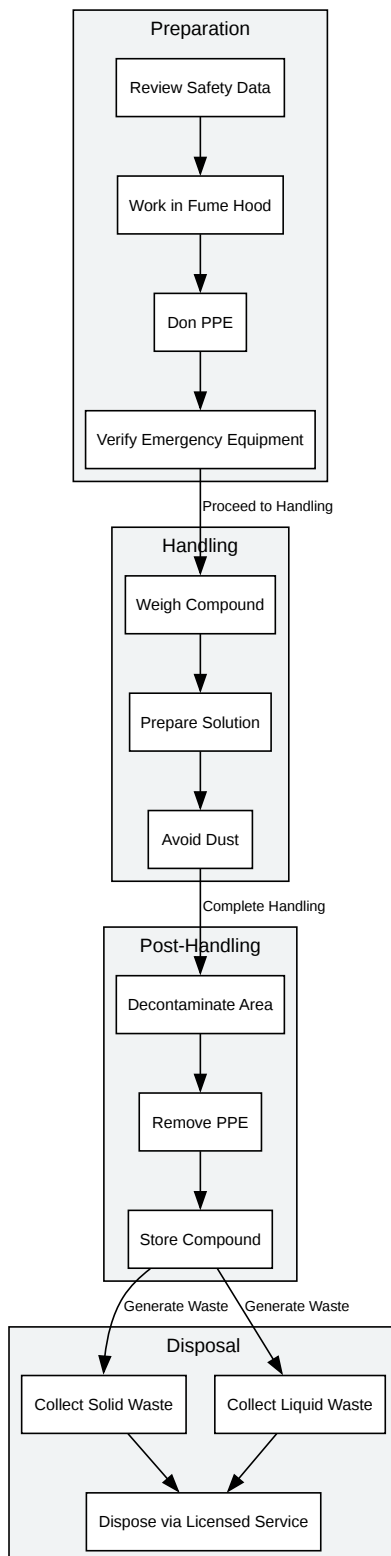 Preparation
Review Safety Data
Work in Fume Hood
Don PPE
Verify Emergency Equipment
Proceed to Handling
Handling
Weigh Compound
Prepare Solution
Avoid Dust
Complete Handling
Post-Handling
Decontaminate Area
Remove PPE
Store Compound
Generate Waste
Generate Waste
Disposal
Collect Solid Waste
Collect Liquid Waste
Dispose via Licensed Service